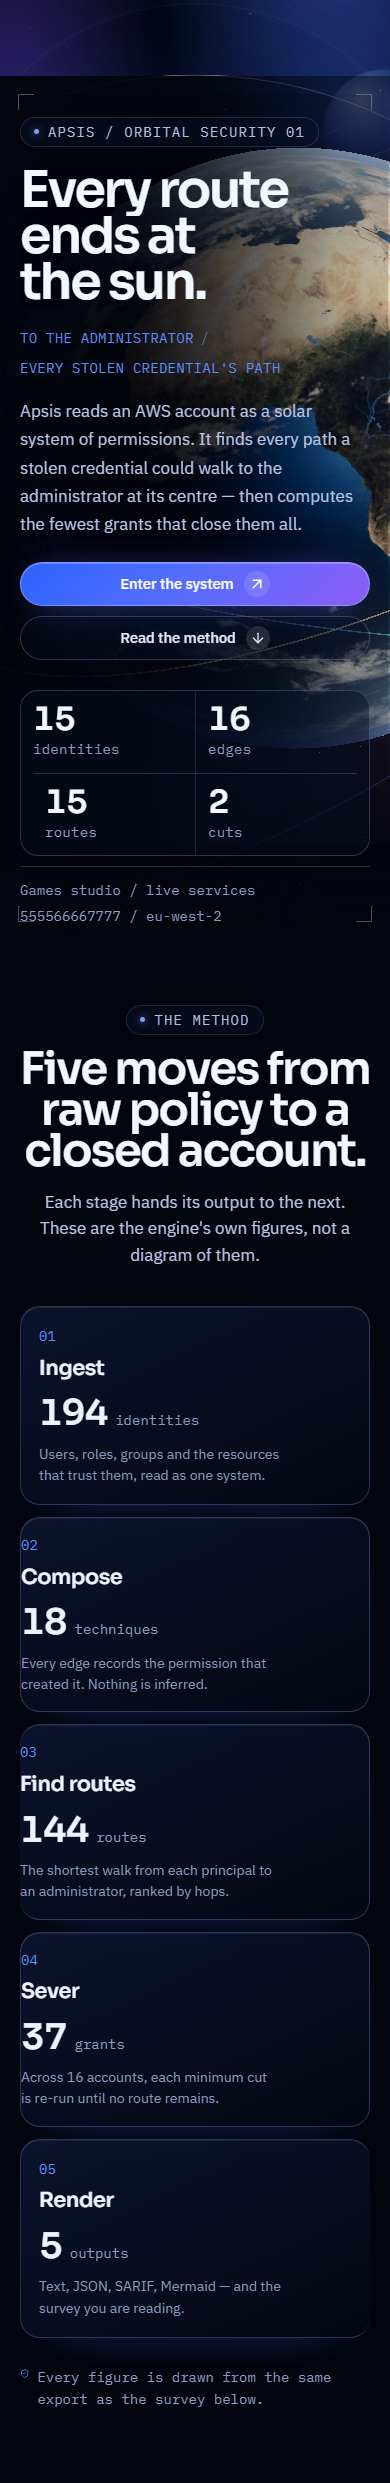 APSIS / ORBITAL SECURITY 01
Every route
ends at
the sun.
TO THE ADMINISTRATOR /
EVERY STOLEN CREDENTIAL'S PATH
Apsis reads an AWS account as a solar
system of permissions. It finds every path a
stolen credential could walk to the
administrator at its centre — then computes
the fewest grants that close them all.
Enter the system
Read the method
15
identities
16
edges
15
routes
2
cuts
Games studio / live services
555566667777 / eu-west-2
THE METHOD
Five moves from
raw policy to a
closed account.
Each stage hands its output to the next.
These are the engine's own figures, not a
diagram of them.
01
Ingest
194 identities
Users, roles, groups and the resources
that trust them, read as one system.
02
Compose
18 techniques
Every edge records the permission that
created it. Nothing is inferred.
03
Find routes
144 routes
The shortest walk from each principal to
an administrator, ranked by hops.
04
Sever
37 grants
Across 16 accounts, each minimum cut
is re-run until no route remains.
05
Render
5 outputs
Text, JSON, SARIF, Mermaid — and the
survey you are reading.
Every figure is drawn from the same
export as the survey below.